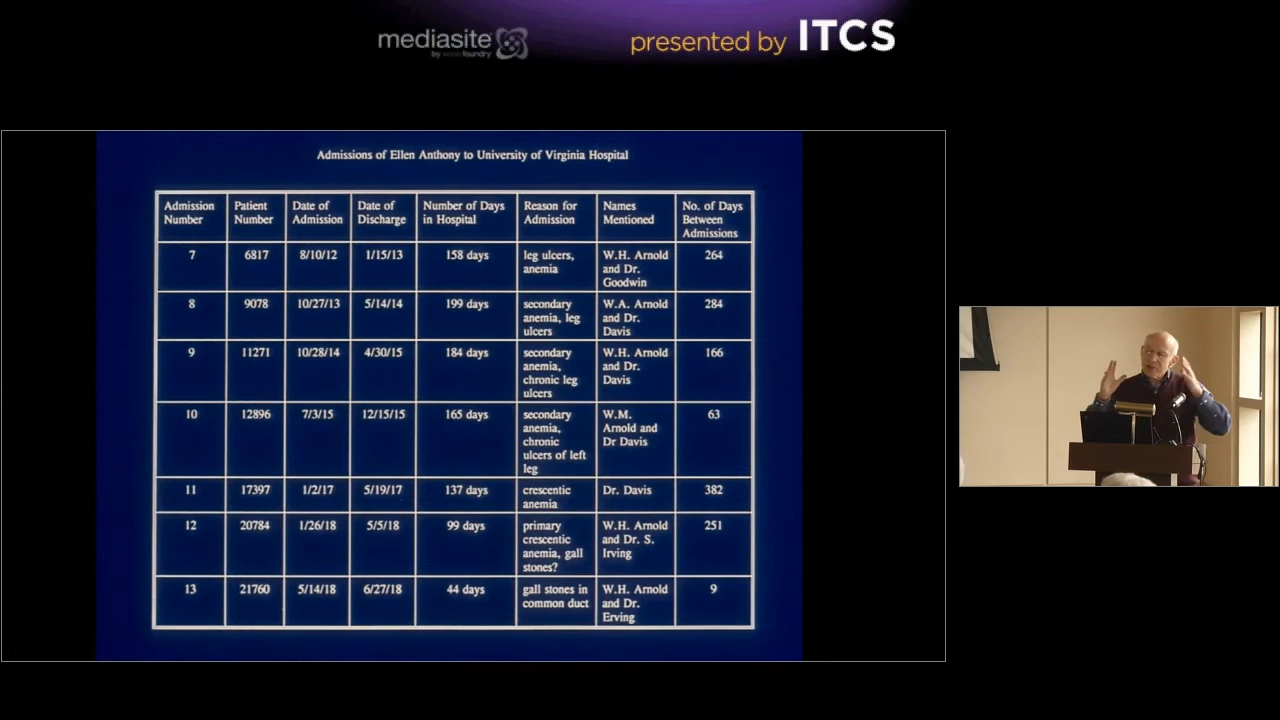 mediasite
by sonicfoundry
presented by ITCS
Admissions of Ellen Anthony to University of Virginia Hospital
Admission Number Patient Number Date of Admission Date of Discharge Number of Days in Hospital Reason for Admission Names Mentioned No. of Days Between Admissions
7 6817 8/10/12 1/15/13 158 days leg ulcers, anemia W.H. Arnold and Dr. Goodwin 264
8 9078 10/27/13 5/14/14 199 days secondary anemia, leg ulcers W.A. Arnold and Dr. Davis 284
9 11271 10/28/14 4/30/15 184 days secondary anemia, chronic leg ulcers W.H. Arnold and Dr. Davis 166
10 12896 7/3/15 12/15/15 165 days secondary anemia, chronic ulcers of left leg W.M. Arnold and Dr Davis 63
11 17397 1/2/17 5/19/17 137 days crescentic anemia Dr. Davis 382
12 20784 1/26/18 5/5/18 99 days primary crescentic anemia, gall stones? W.H. Arnold and Dr. S. Irving 251
13 21760 5/14/18 6/27/18 44 days gall stones in common duct W.H. Arnold and Dr. Erving 9